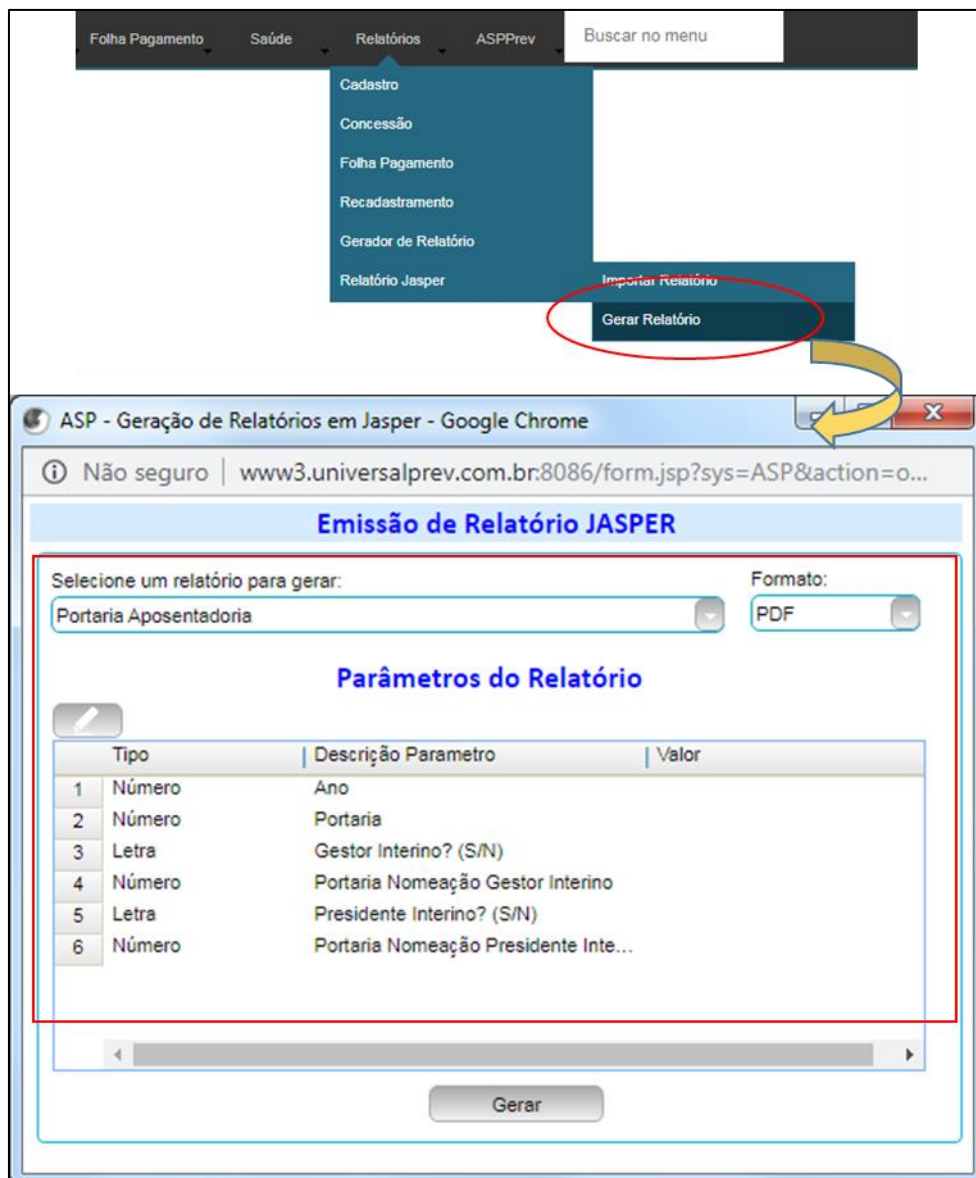 Folha Pagamento Saúde Relatórios ASPPrev Buscar no menu
Cadastro
Concessão
Folha Pagamento
Recadastramento
Gerador de Relatório
Relatório Jasper Importar Relatório
Gerar Relatório
ASP - Geração de Relatórios em Jasper - Google Chrome
Não seguro | www3.universalprev.com.br:8086/form.jsp?sys=ASP&action=o...
Emissão de Relatório JASPER
Selecione um relatório para gerar: Formato:
Portaria Aposentadoria PDF
Parâmetros do Relatório
Tipo Descrição Parametro Valor
1 Número Ano
2 Número Portaria
3 Letra Gestor Interino? (S/N)
4 Número Portaria Nomeação Gestor Interino
5 Letra Presidente Interino? (S/N)
6 Número Portaria Nomeação Presidente Inte...
Gerar